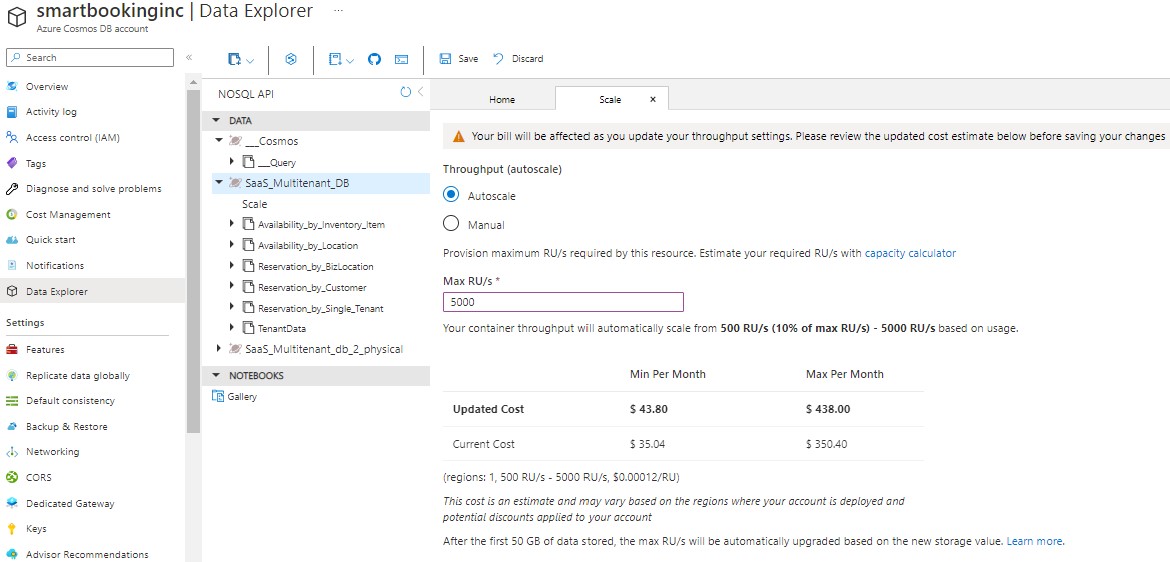 smartbookinginc | Data Explorer ...
Azure Cosmos DB account
Search
«
Overview
Activity log
Access control (IAM)
Tags
Diagnose and solve problems
Cost Management
Quick start
Notifications
Data Explorer
Settings
Features
Replicate data globally
Default consistency
Backup & Restore
Networking
CORS
Dedicated Gateway
Keys
Advisor Recommendations
Save
Discard
NOSQL API
DATA
___Cosmos
___Query
SaaS_Multitenant_DB
Scale
Availability_by_Inventory_Item
Availability_by_Location
Reservation_by_BizLocation
Reservation_by_Customer
Reservation_by_Single_Tenant
TenantData
SaaS_Multitenant_db_2_physical
NOTEBOOKS
Gallery
Home
Scale
Your bill will be affected as you update your throughput settings. Please review the updated cost estimate below before saving your changes
Throughput (autoscale)
Autoscale
Manual
Provision maximum RU/s required by this resource. Estimate your required RU/s with capacity calculator
Max RU/s *
5000
Your container throughput will automatically scale from 500 RU/s (10% of max RU/s) - 5000 RU/s based on usage.
Min Per Month Max Per Month
Updated Cost $ 43.80 $ 438.00
Current Cost $ 35.04 $ 350.40
(regions: 1, 500 RU/s - 5000 RU/s, $0.00012/RU)
This cost is an estimate and may vary based on the regions where your account is deployed and
potential discounts applied to your account
After the first 50 GB of data stored, the max RU/s will be automatically upgraded based on the new storage value. Learn more.